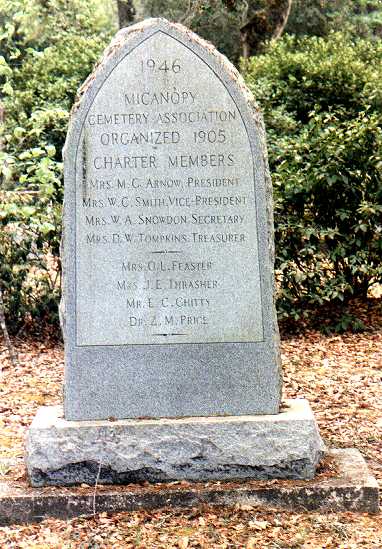 1946
MICANOPY
CEMETERY ASSOCIATION
ORGANIZED 1905
CHARTER MEMBERS
MRS. M. C. ARNOW, PRESIDENT
MRS. W. C. SMITH, VICE-PRESIDENT
MRS. W. A. SNOWDON, SECRETARY
MRS. D. W. TOMPKINS, TREASURER
MRS. O. L. FEASTER
MRS. J. E. THRASHER
MR. E. C. CHITTY
DR. Z. M. PRICE